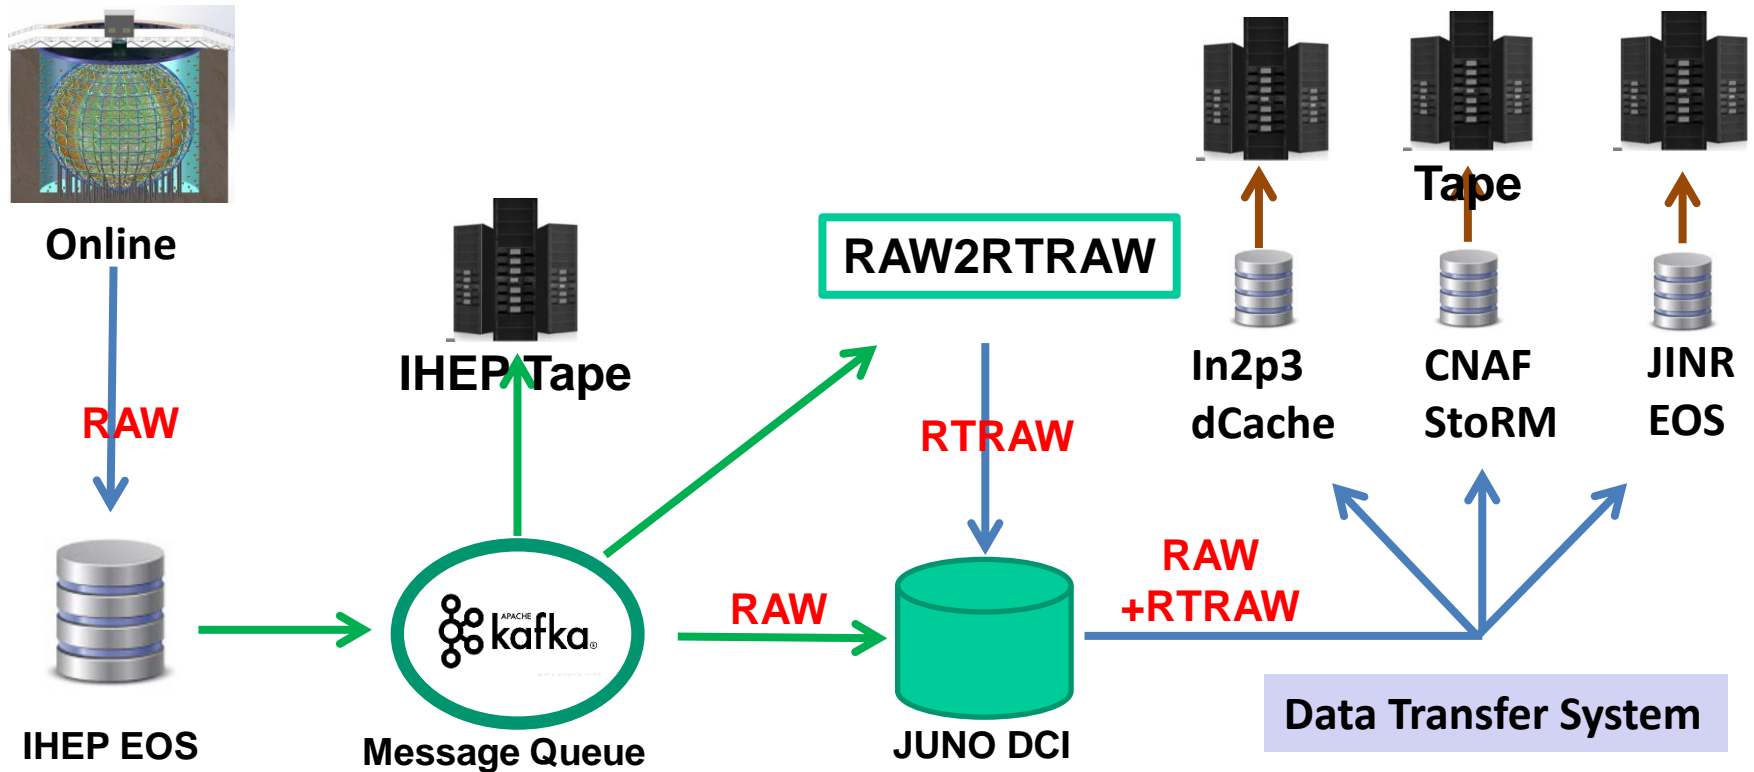 Online
RAW
IHEP EOS
IHEP Tape
APACHE
kafka®
Message Queue
RAW2RTRAW
RTRAW
RAW
JUNO DCI
RAW
+RTRAW
Tape
In2p3
dCache
CNAF
StoRM
JINR
EOS
Data Transfer System